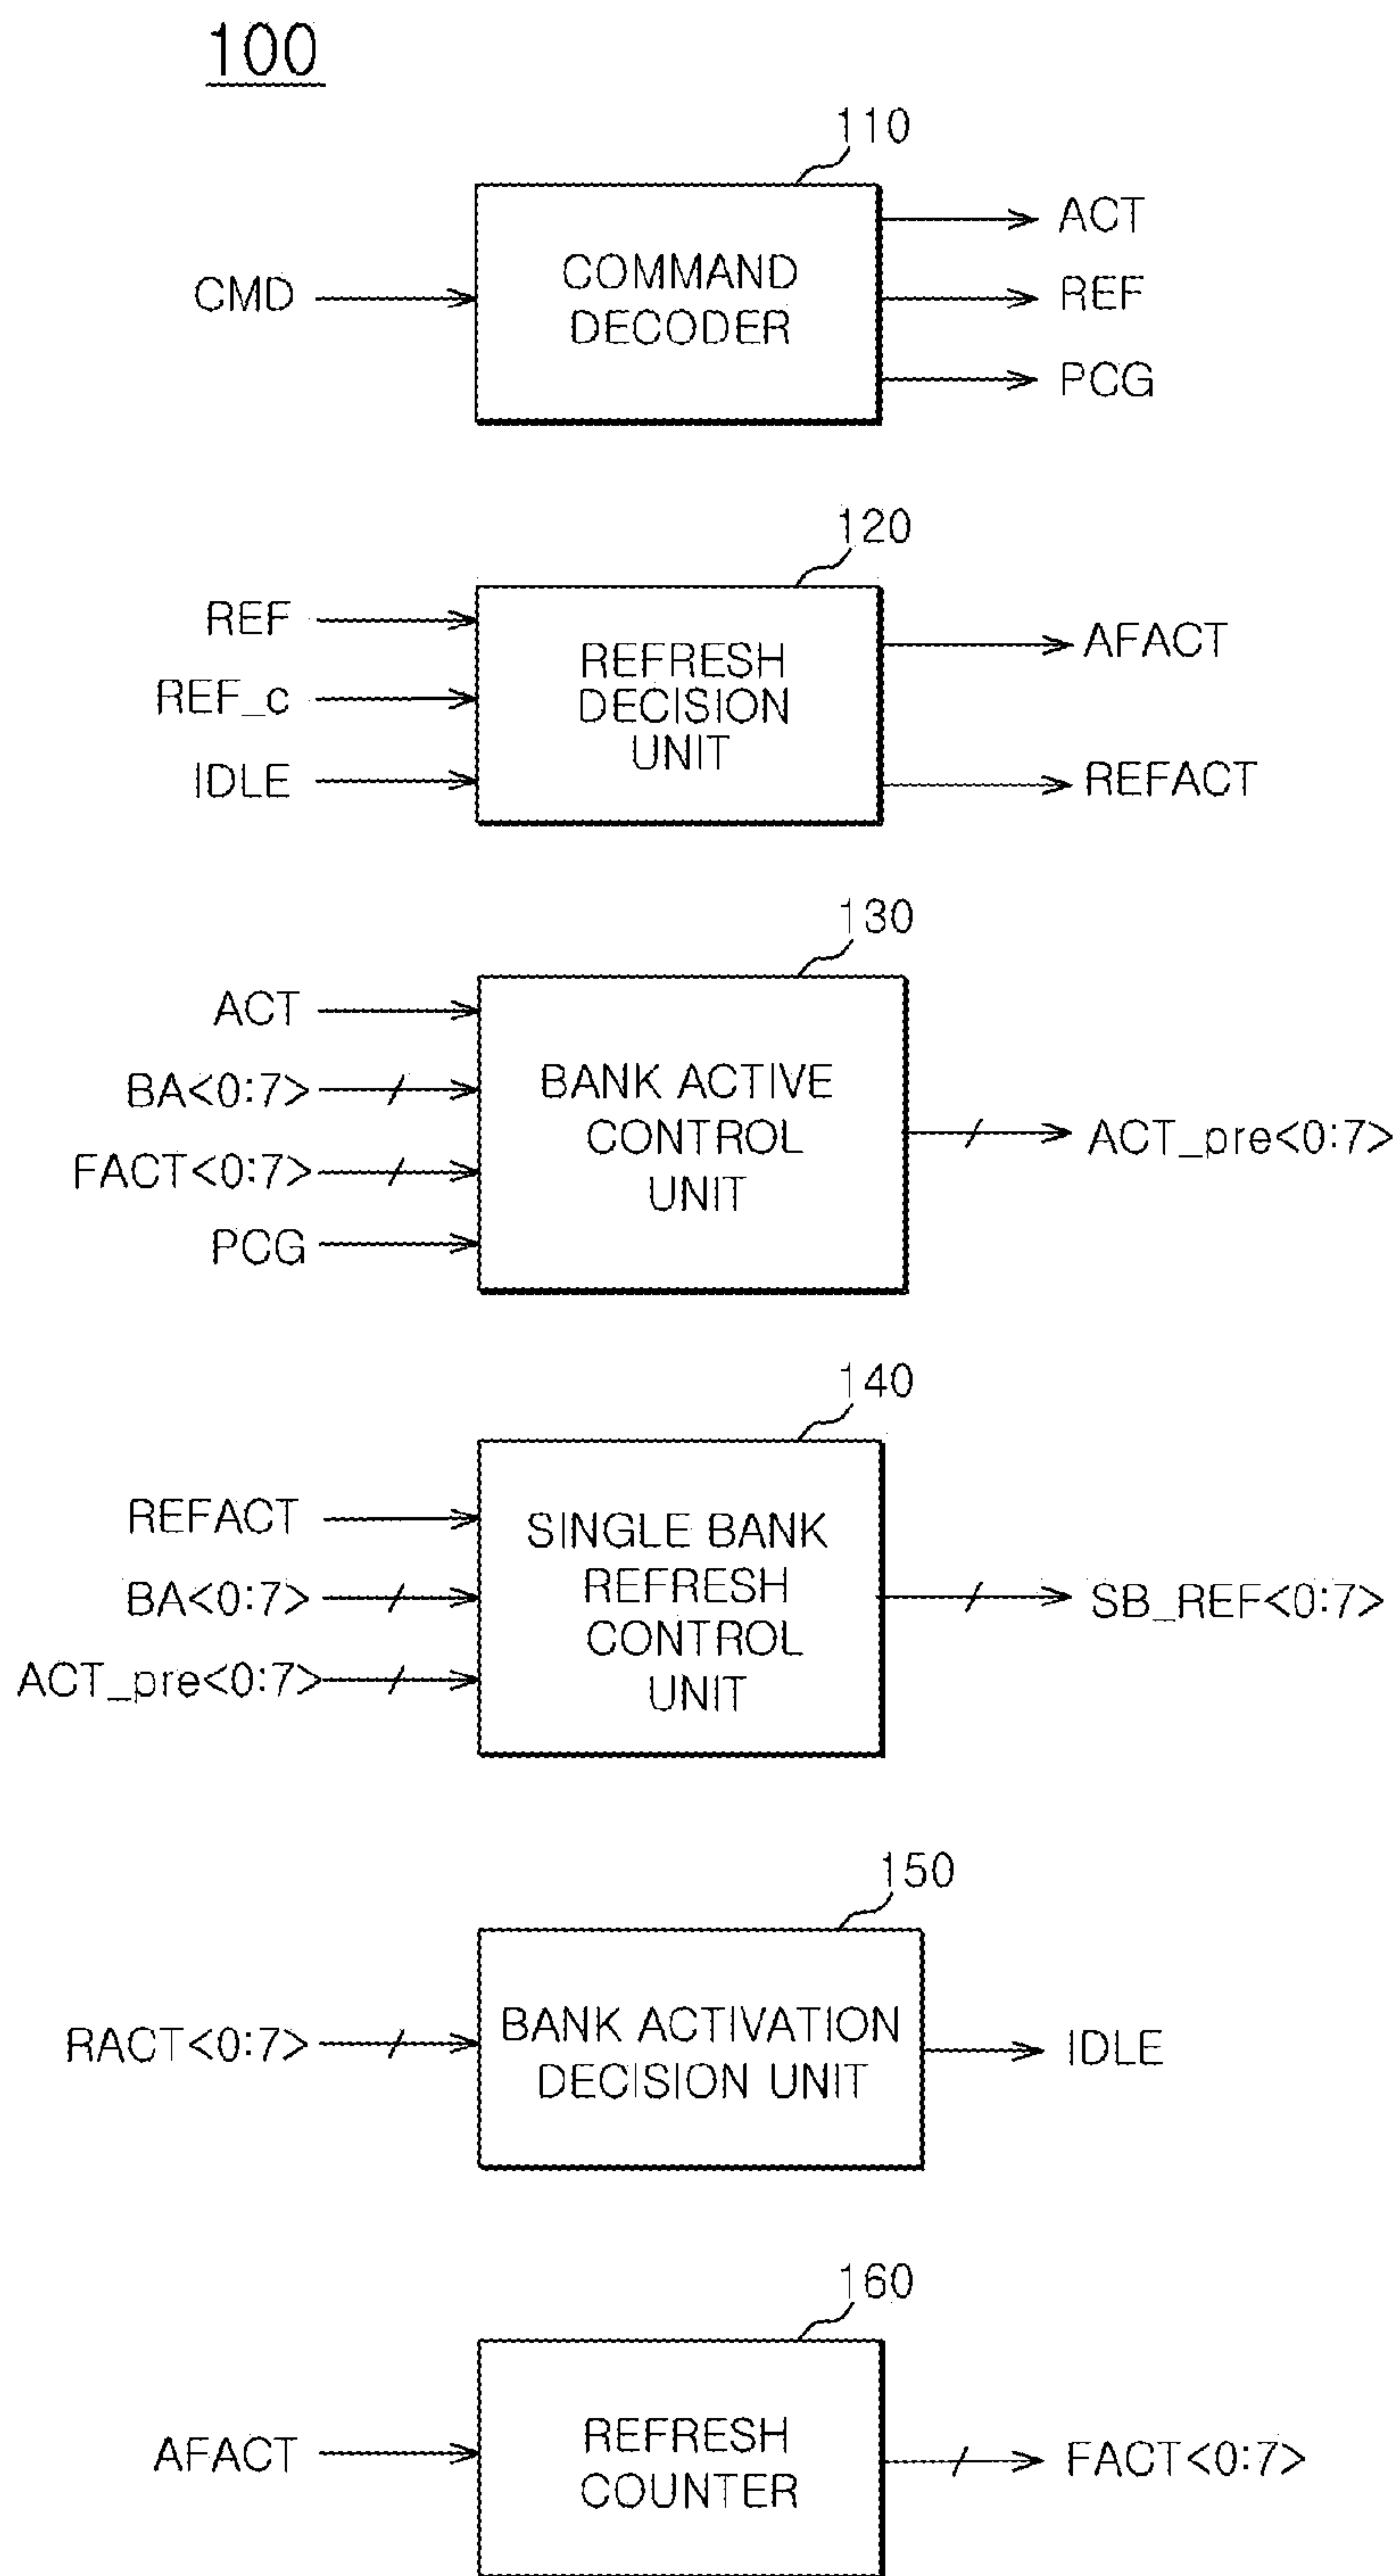 100
110
CMD
COMMAND
DECODER
ACT
REF
PCG
120
REF
REF_c
IDLE
REFRESH
DECISION
UNIT
AFACT
REFACT
130
ACT
BA<0:7>
FACT<0:7>
PCG
BANK ACTIVE
CONTROL
UNIT
ACT_pre<0:7>
140
REFACT
BA<0:7>
ACT_pre<0:7>
SINGLE BANK
REFRESH
CONTROL
UNIT
SB_REF<0:7>
150
RACT<0:7>
BANK ACTIVATION
DECISION UNIT
IDLE
160
AFACT
REFRESH
COUNTER
FACT<0:7>